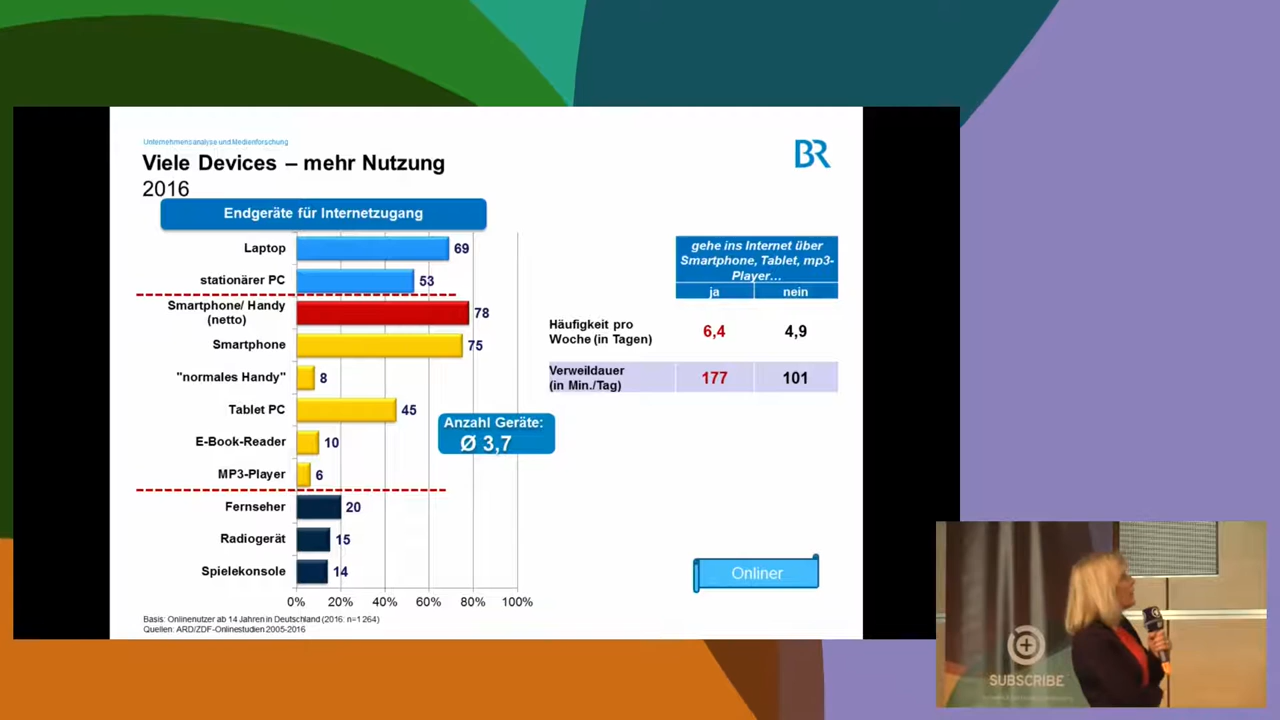 Unternehmensanalyse und Medienforschung
Viele Devices – mehr Nutzung
2016
BR
Endgeräte für Internetzugang
Laptop 69
stationärer PC 53
Smartphone/ Handy
(netto) 78
Smartphone 75
"normales Handy" 8
Tablet PC 45
E-Book-Reader 10
MP3-Player 6
Fernseher 20
Radiogerät 15
Spielekonsole 14
0% 20% 40% 60% 80% 100%
Anzahl Geräte:
Ø 3,7
gehe ins Internet über
Smartphone, Tablet, mp3-
Player…
ja nein
Häufigkeit pro
Woche (in Tagen) 6,4 4,9
Verweildauer
(in Min./Tag) 177 101
Onliner
Basis: Onlinenutzer ab 14 Jahren in Deutschland (2016: n=1264)
Quellen: ARD/ZDF-Onlinestudien 2005-2016
SUBSCRIBE